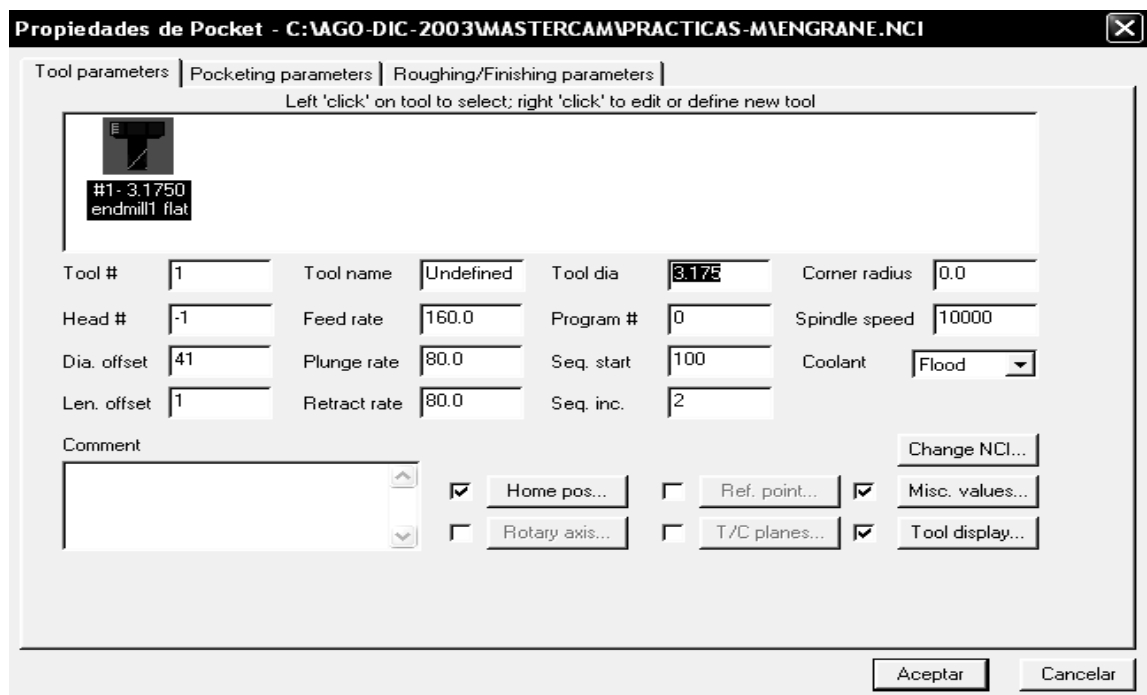 Propiedades de Pocket - C:\AGO-DIC-2003\MASTERCAM\PRACTICAS-M\ENGRANE.NCI
Tool parameters Pocketing parameters Roughing/Finishing parameters
Left 'click' on tool to select; right 'click' to edit or define new tool
#1- 3.1750
endmill1 flat
Tool # 1 Tool name Undefined Tool dia 3.175 Corner radius 0.0
Head # -1 Feed rate 160.0 Program # 0 Spindle speed 10000
Dia. offset 41 Plunge rate 80.0 Seq. start 100 Coolant Flood
Len. offset 1 Retract rate 80.0 Seq. inc. 2
Comment Change NCI...
Home pos... Ref. point... Misc. values...
Rotary axis... T/C planes... Tool display...
Aceptar Cancelar